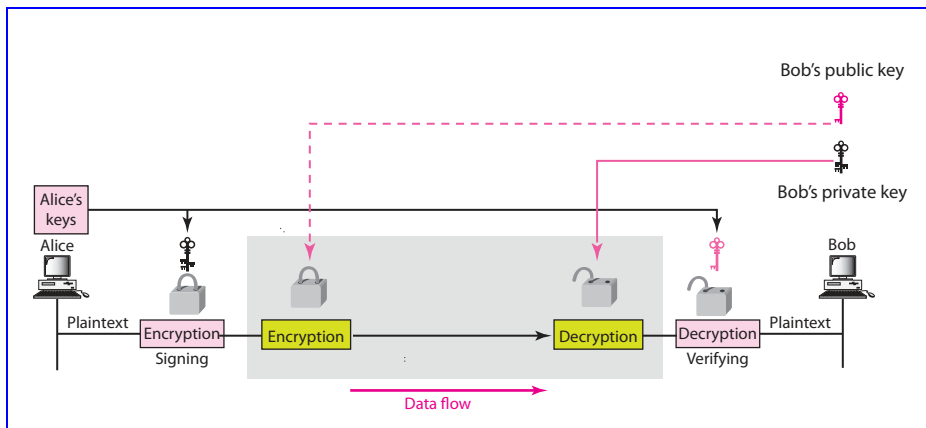 Bob's public key
Bob's private key
Alice's
keys
Alice
Bob
Plaintext
Encryption
Encryption
Decryption
Decryption
Plaintext
Signing
Verifying
Data flow